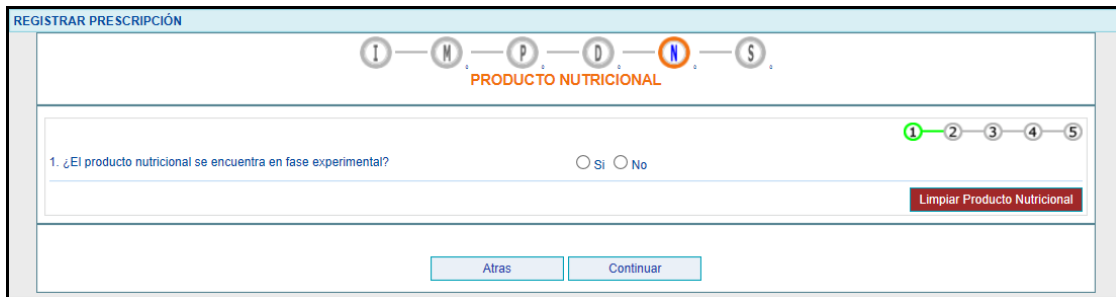 REGISTRAR PRESCRIPCIÓN
I M P D N S
PRODUCTO NUTRICIONAL
1 2 3 4 5
1. ¿El producto nutricional se encuentra en fase experimental? Si No
Limpiar Producto Nutricional
Atras Continuar